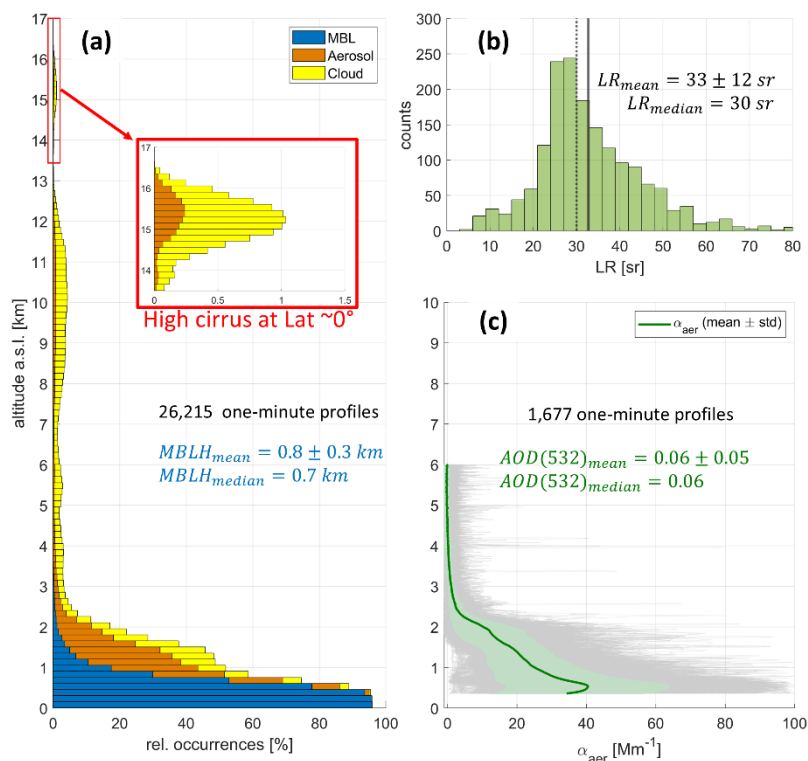 (a)
MBL
Aerosol
Cloud
17
16
15
14
13
12
11
10
9
8
7
6
5
4
3
2
1
0
altitude a.s.l. [km]
17
16
15
14
0
0.5
1
1.5
High cirrus at Lat ~0°
26,215 one-minute profiles
MBLH_mean = 0.8 ± 0.3 km
MBLH_median = 0.7 km
0 20 40 60 80 100
rel. occurrences [%]
(b)
300
250
200
150
100
50
0
counts
LR_mean = 33 ± 12 sr
LR_median = 30 sr
0 10 20 30 40 50 60 70 80
LR [sr]
(c)
α_aer (mean ± std)
10
9
8
7
6
5
4
3
2
1
0
1,677 one-minute profiles
AOD(532)_mean = 0.06 ± 0.05
AOD(532)_median = 0.06
0 20 40 60 80 100
α_aer [Mm⁻¹]